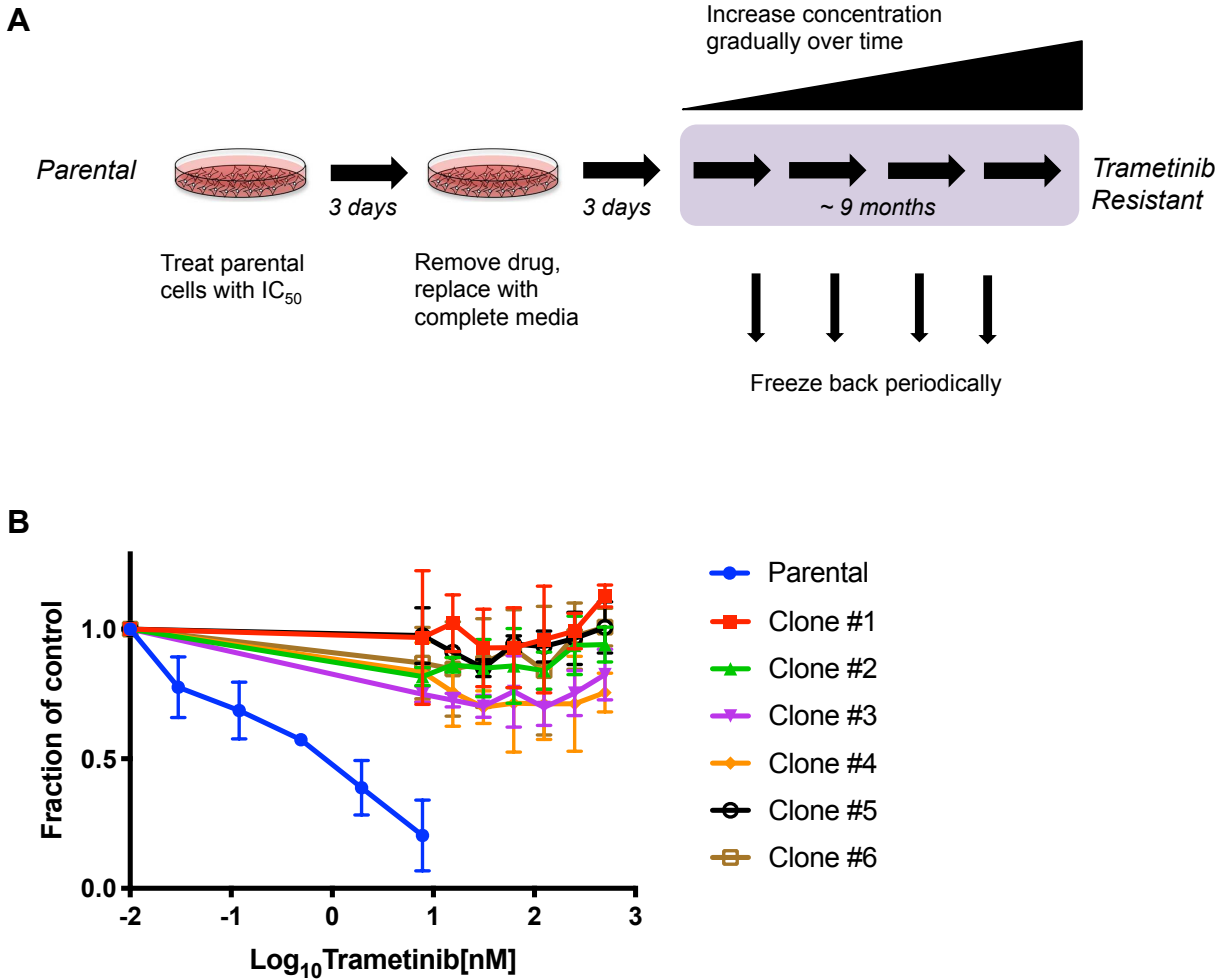 A
Increase concentration
gradually over time
Parental
3 days
3 days
~ 9 months
Trametinib
Resistant
Treat parental
cells with IC50
Remove drug,
replace with
complete media
Freeze back periodically
B
Fraction of control
1.0
0.5
0.0
-2 -1 0 1 2 3
Log10Trametinib[nM]
Parental
Clone #1
Clone #2
Clone #3
Clone #4
Clone #5
Clone #6